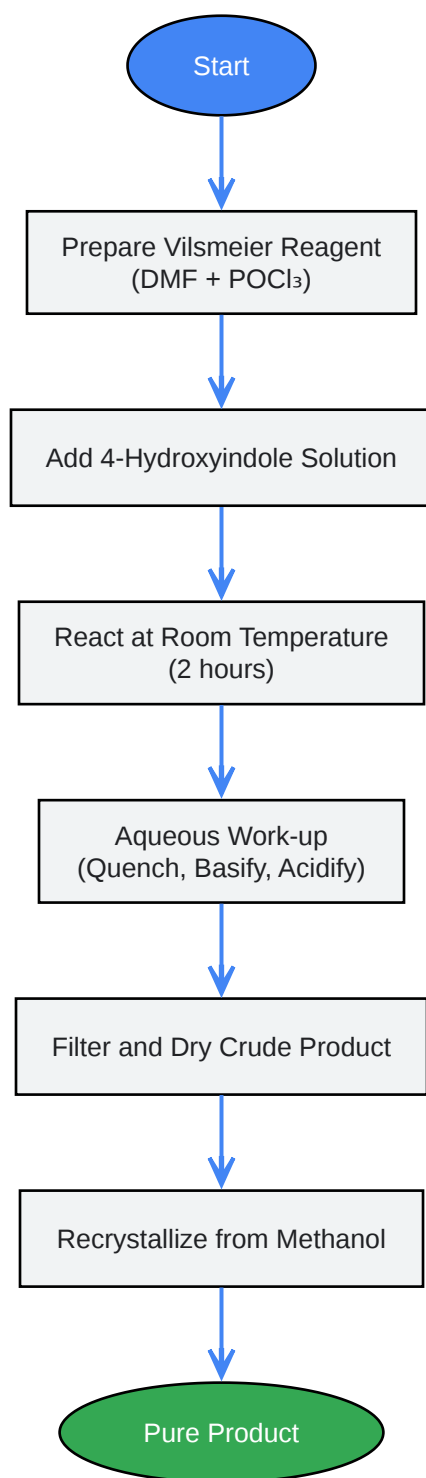 Start
Prepare Vilsmeier Reagent
(DMF + POCl₃)
Add 4-Hydroxyindole Solution
React at Room Temperature
(2 hours)
Aqueous Work-up
(Quench, Basify, Acidify)
Filter and Dry Crude Product
Recrystallize from Methanol
Pure Product